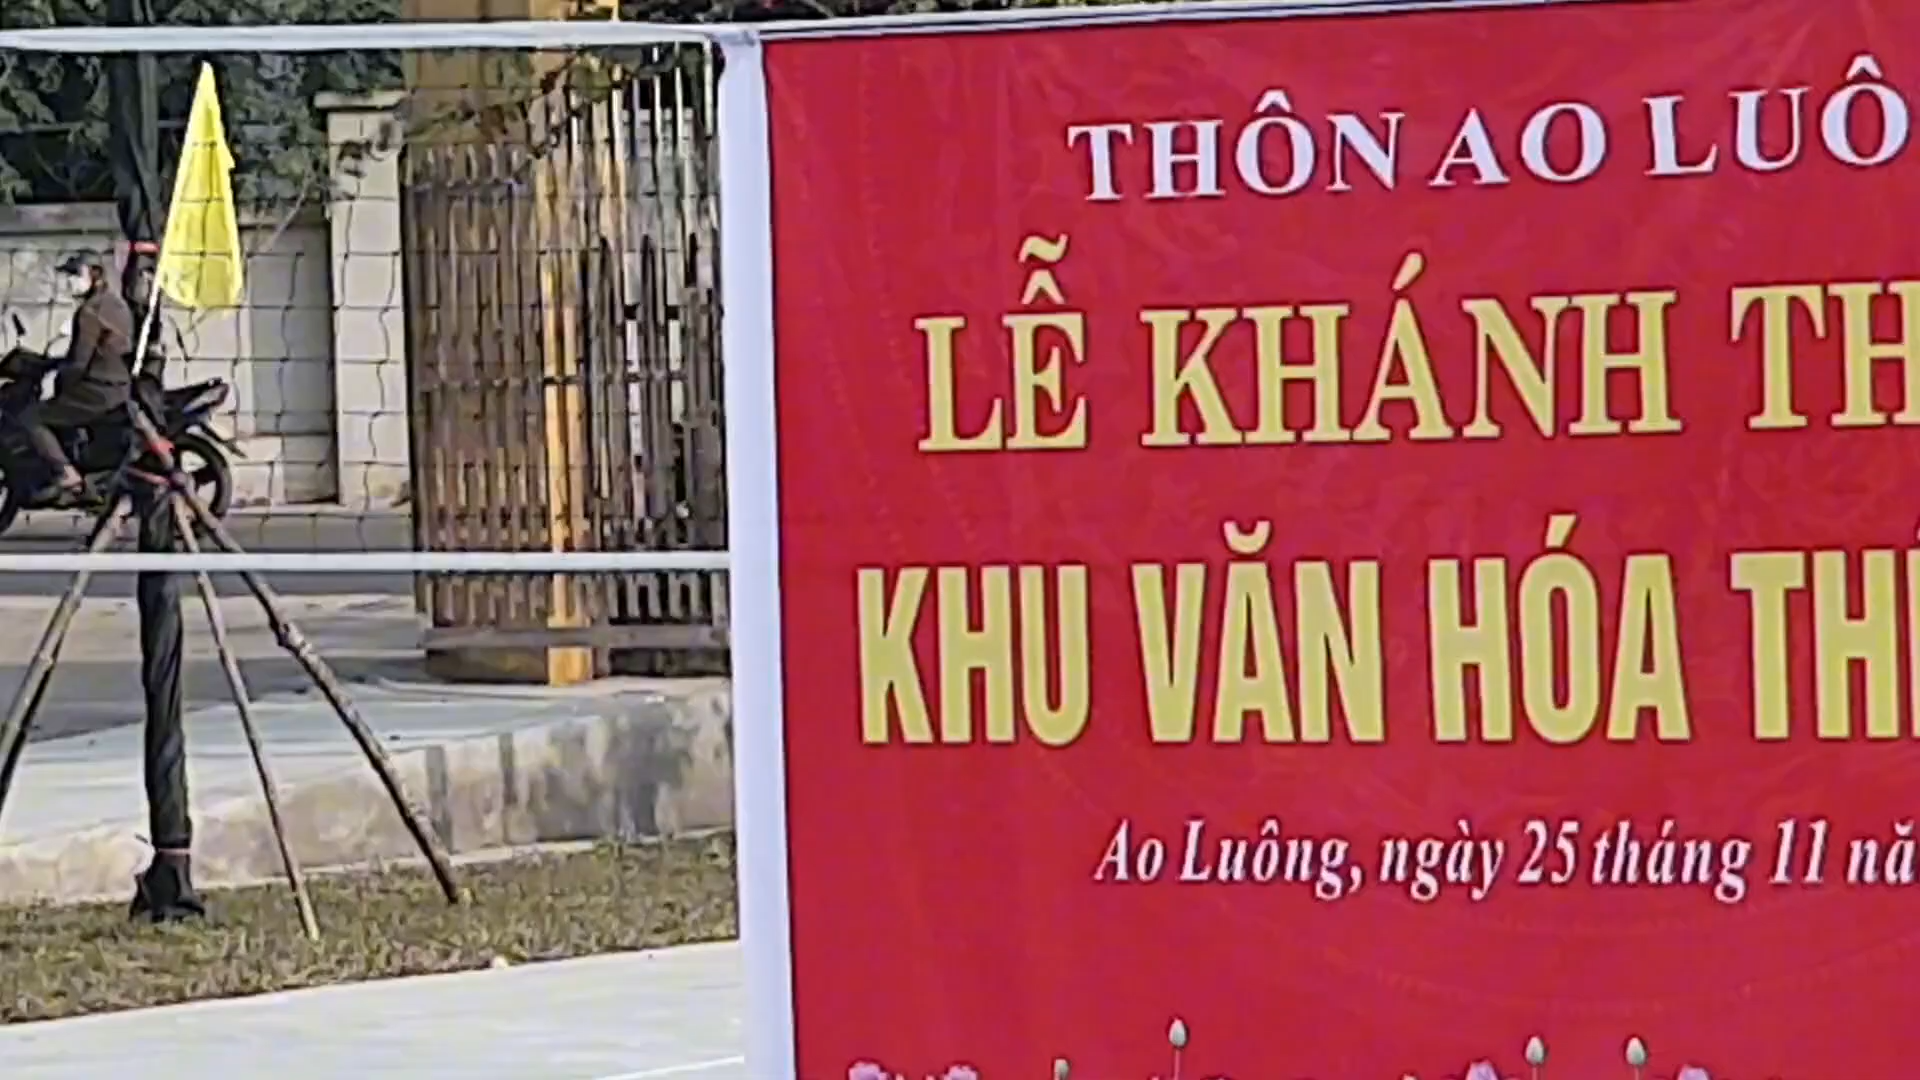 THÔN AO LUÔ
LỄ KHÁNH TH
KHU VĂN HÓA TH
Ao Luông, ngày 25 tháng 11 nă